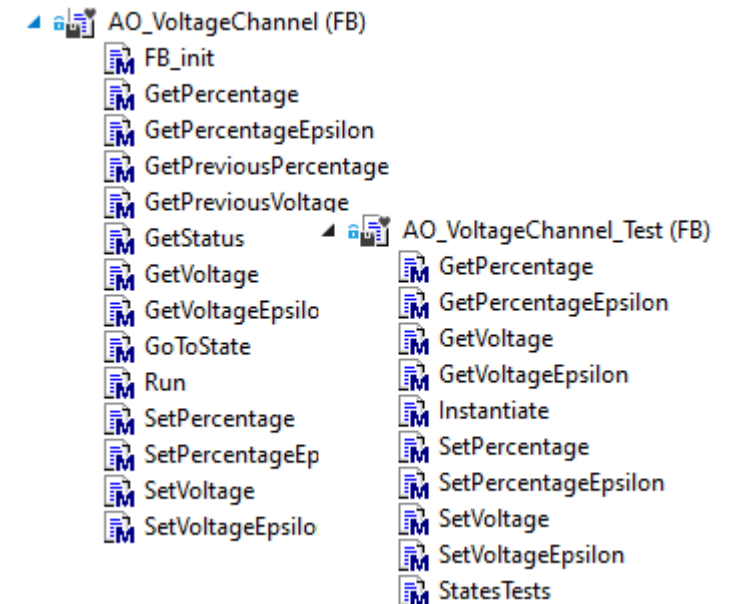 AO_VoltageChannel (FB)
FB_init
GetPercentage
GetPercentageEpsilon
GetPreviousPercentage
GetPreviousVoltage
GetStatus
GetVoltage
GetVoltageEpsilo
GoToState
Run
SetPercentage
SetPercentageEp
SetVoltage
SetVoltageEpsilo
AO_VoltageChannel_Test (FB)
GetPercentage
GetPercentageEpsilon
GetVoltage
GetVoltageEpsilon
Instantiate
SetPercentage
SetPercentageEpsilon
SetVoltage
SetVoltageEpsilon
StatesTests